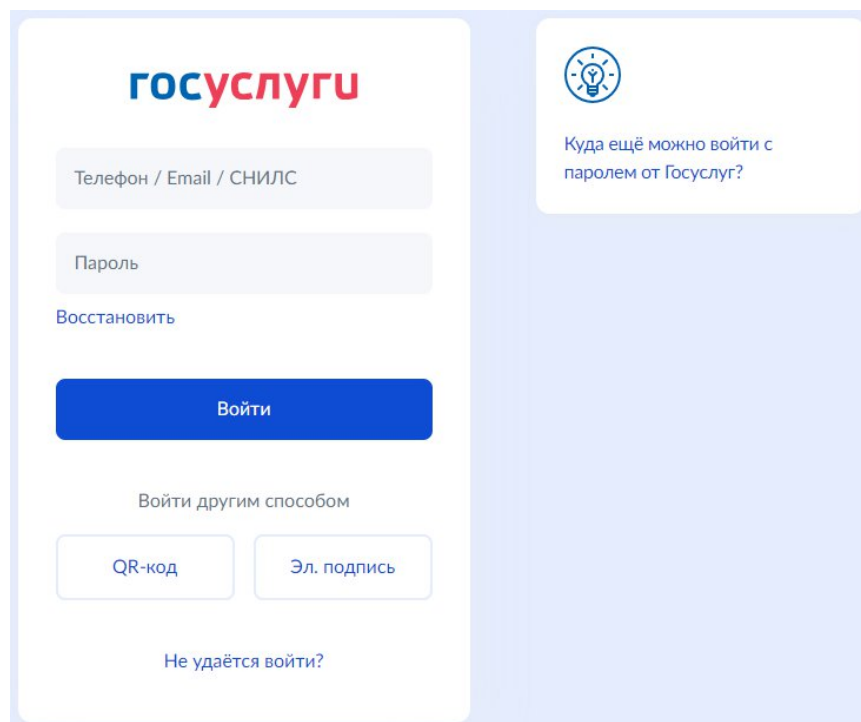 госуслуги
Телефон / Email / СНИЛС
Пароль
Восстановить
Войти
Войти другим способом
QR-код
Эл. подпись
Не удаётся войти?
Куда ещё можно войти с
паролем от Госуслуг?